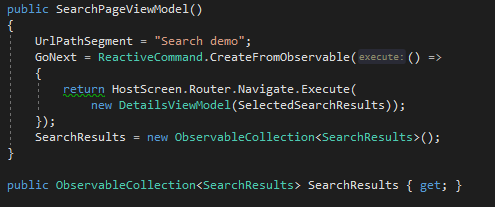 public SearchPageViewModel()
{
UrlPathSegment = "Search demo";
GoNext = ReactiveCommand.CreateFromObservable(execute: () =>
{
return HostScreen.Router.Navigate.Execute(
new DetailsViewModel(SelectedSearchResults));
});
SearchResults = new ObservableCollection<SearchResults>();
}
public ObservableCollection<SearchResults> SearchResults { get; }